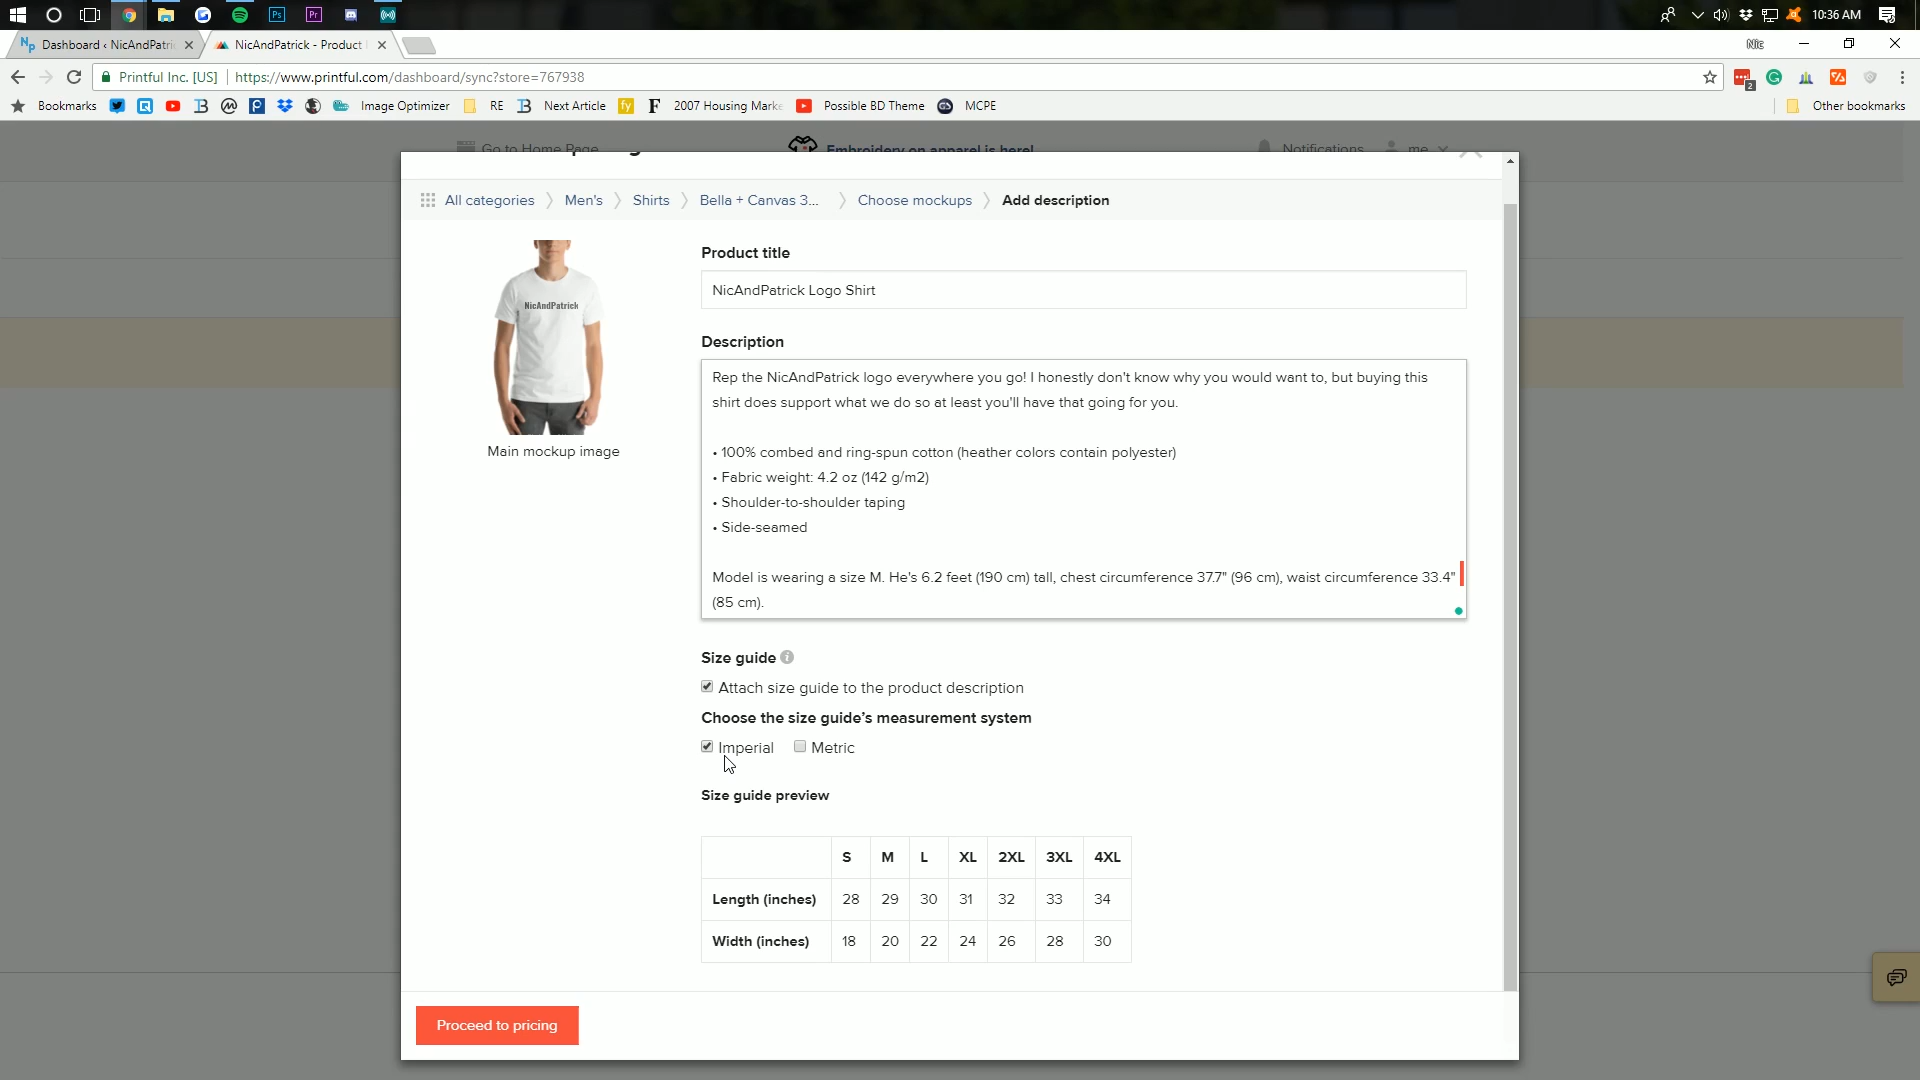 10:36 AM
Dashboard ‹ NicAndPatri
NicAndPatrick - Product
Nic
Printful Inc. [US] | https://www.printful.com/dashboard/sync?store=767938
2
Bookmarks
Image Optimizer
RE
Next Article
fy
2007 Housing Marke
Possible BD Theme
MCPE
Other bookmarks
Go to Home Page
Embroidery on apparel is here!
Notifications
me
All categories
Men's
Shirts
Bella + Canvas 3...
Choose mockups
Add description
NicAndPatrick
Main mockup image
Product title
NicAndPatrick Logo Shirt
Description
Rep the NicAndPatrick logo everywhere you go! I honestly don't know why you would want to, but buying this
shirt does support what we do so at least you'll have that going for you.
• 100% combed and ring-spun cotton (heather colors contain polyester)
• Fabric weight: 4.2 oz (142 g/m2)
• Shoulder-to-shoulder taping
• Side-seamed
Model is wearing a size M. He's 6.2 feet (190 cm) tall, chest circumference 37.7" (96 cm), waist circumference 33.4"
(85 cm).
Size guide
Attach size guide to the product description
Choose the size guide's measurement system
Imperial Metric
Size guide preview
S M L XL 2XL 3XL 4XL
Length (inches) 28 29 30 31 32 33 34
Width (inches) 18 20 22 24 26 28 30
Proceed to pricing